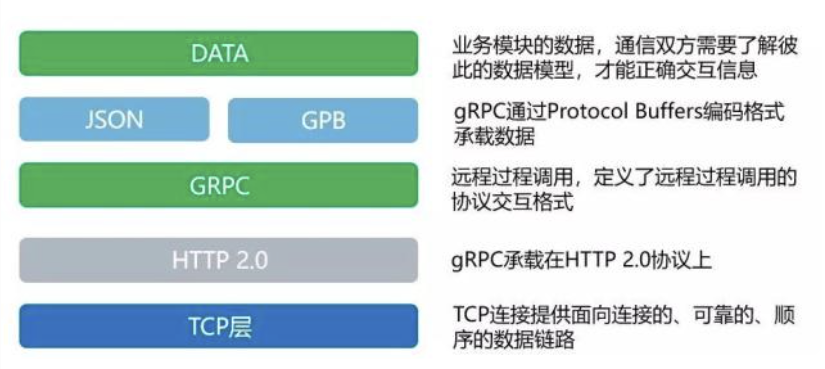 DATA
业务模块的数据，通信双方需要了解彼
此的数据模型，才能正确交互信息
JSON
GPB
gRPC通过Protocol Buffers编码格式
承载数据
GRPC
远程过程调用，定义了远程过程调用的
协议交互格式
HTTP 2.0
gRPC承载在HTTP 2.0协议上
TCP层
TCP连接提供面向连接的、可靠的、顺
序的数据链路